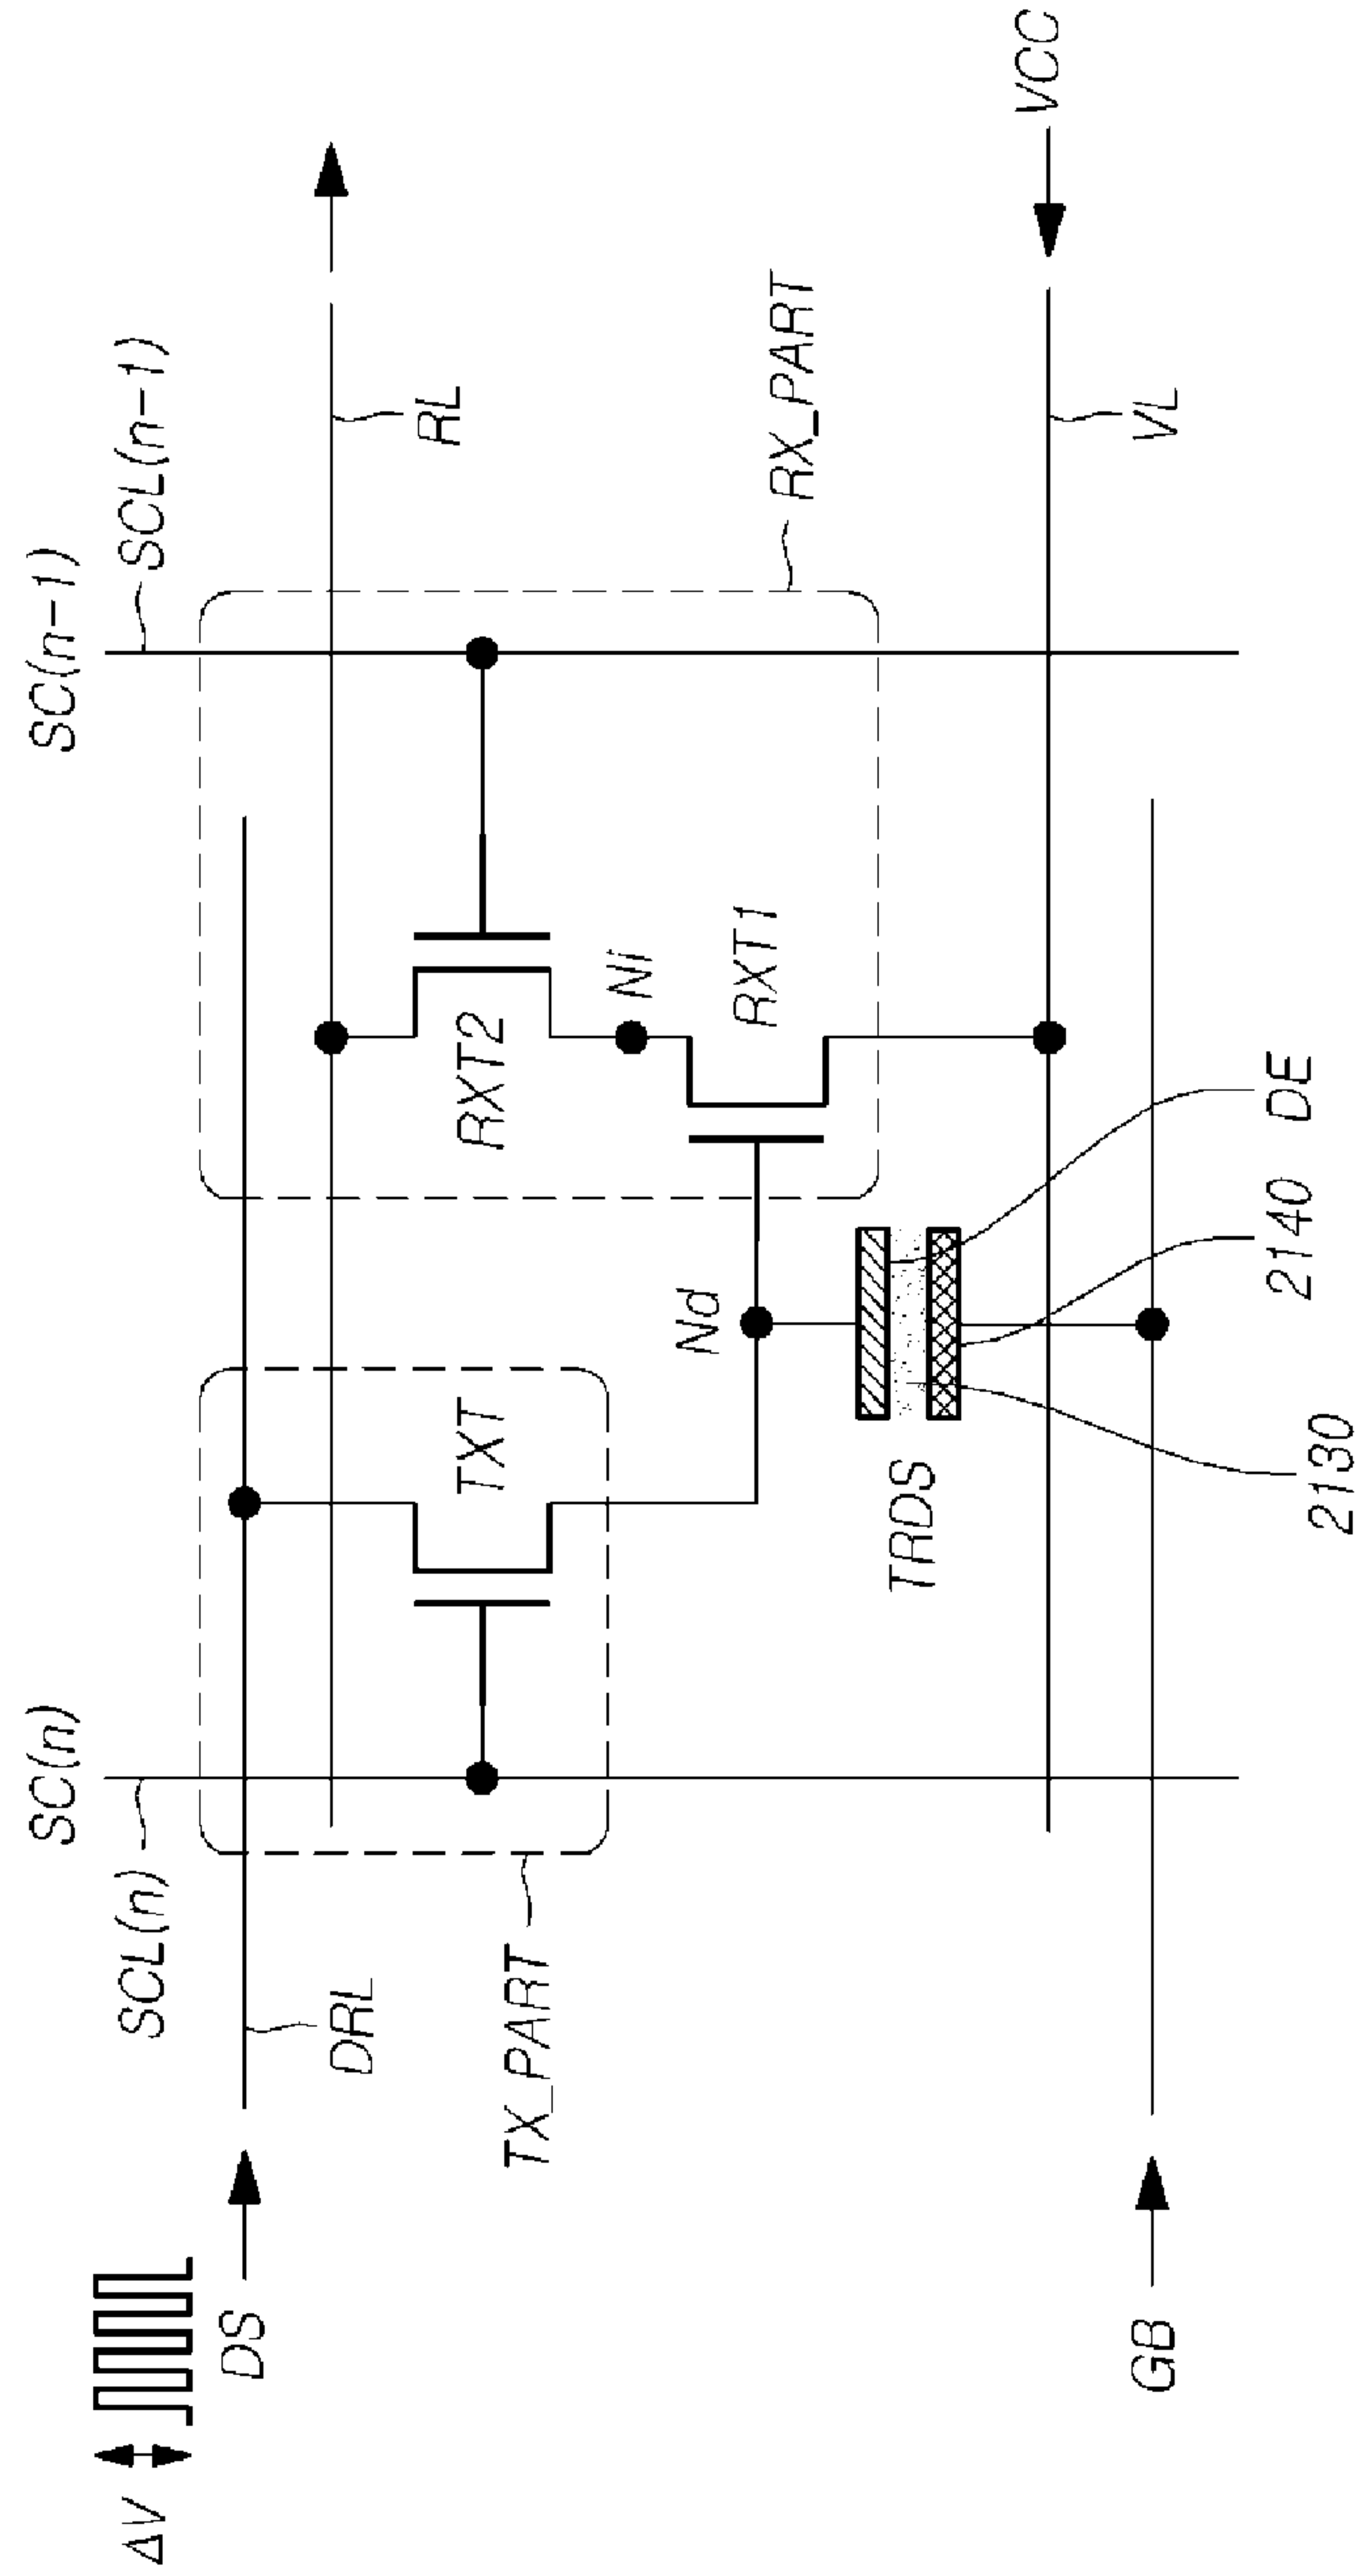 SC(n)
SC(n-1)
ΔV
SCL(n)
SCL(n-1)
DS
DRL
RL
TXT
RXT2
TX_PART
Ni
Nd
RXT1
RX_PART
TRDS
VCC
GB
VL
2130
2140
DE